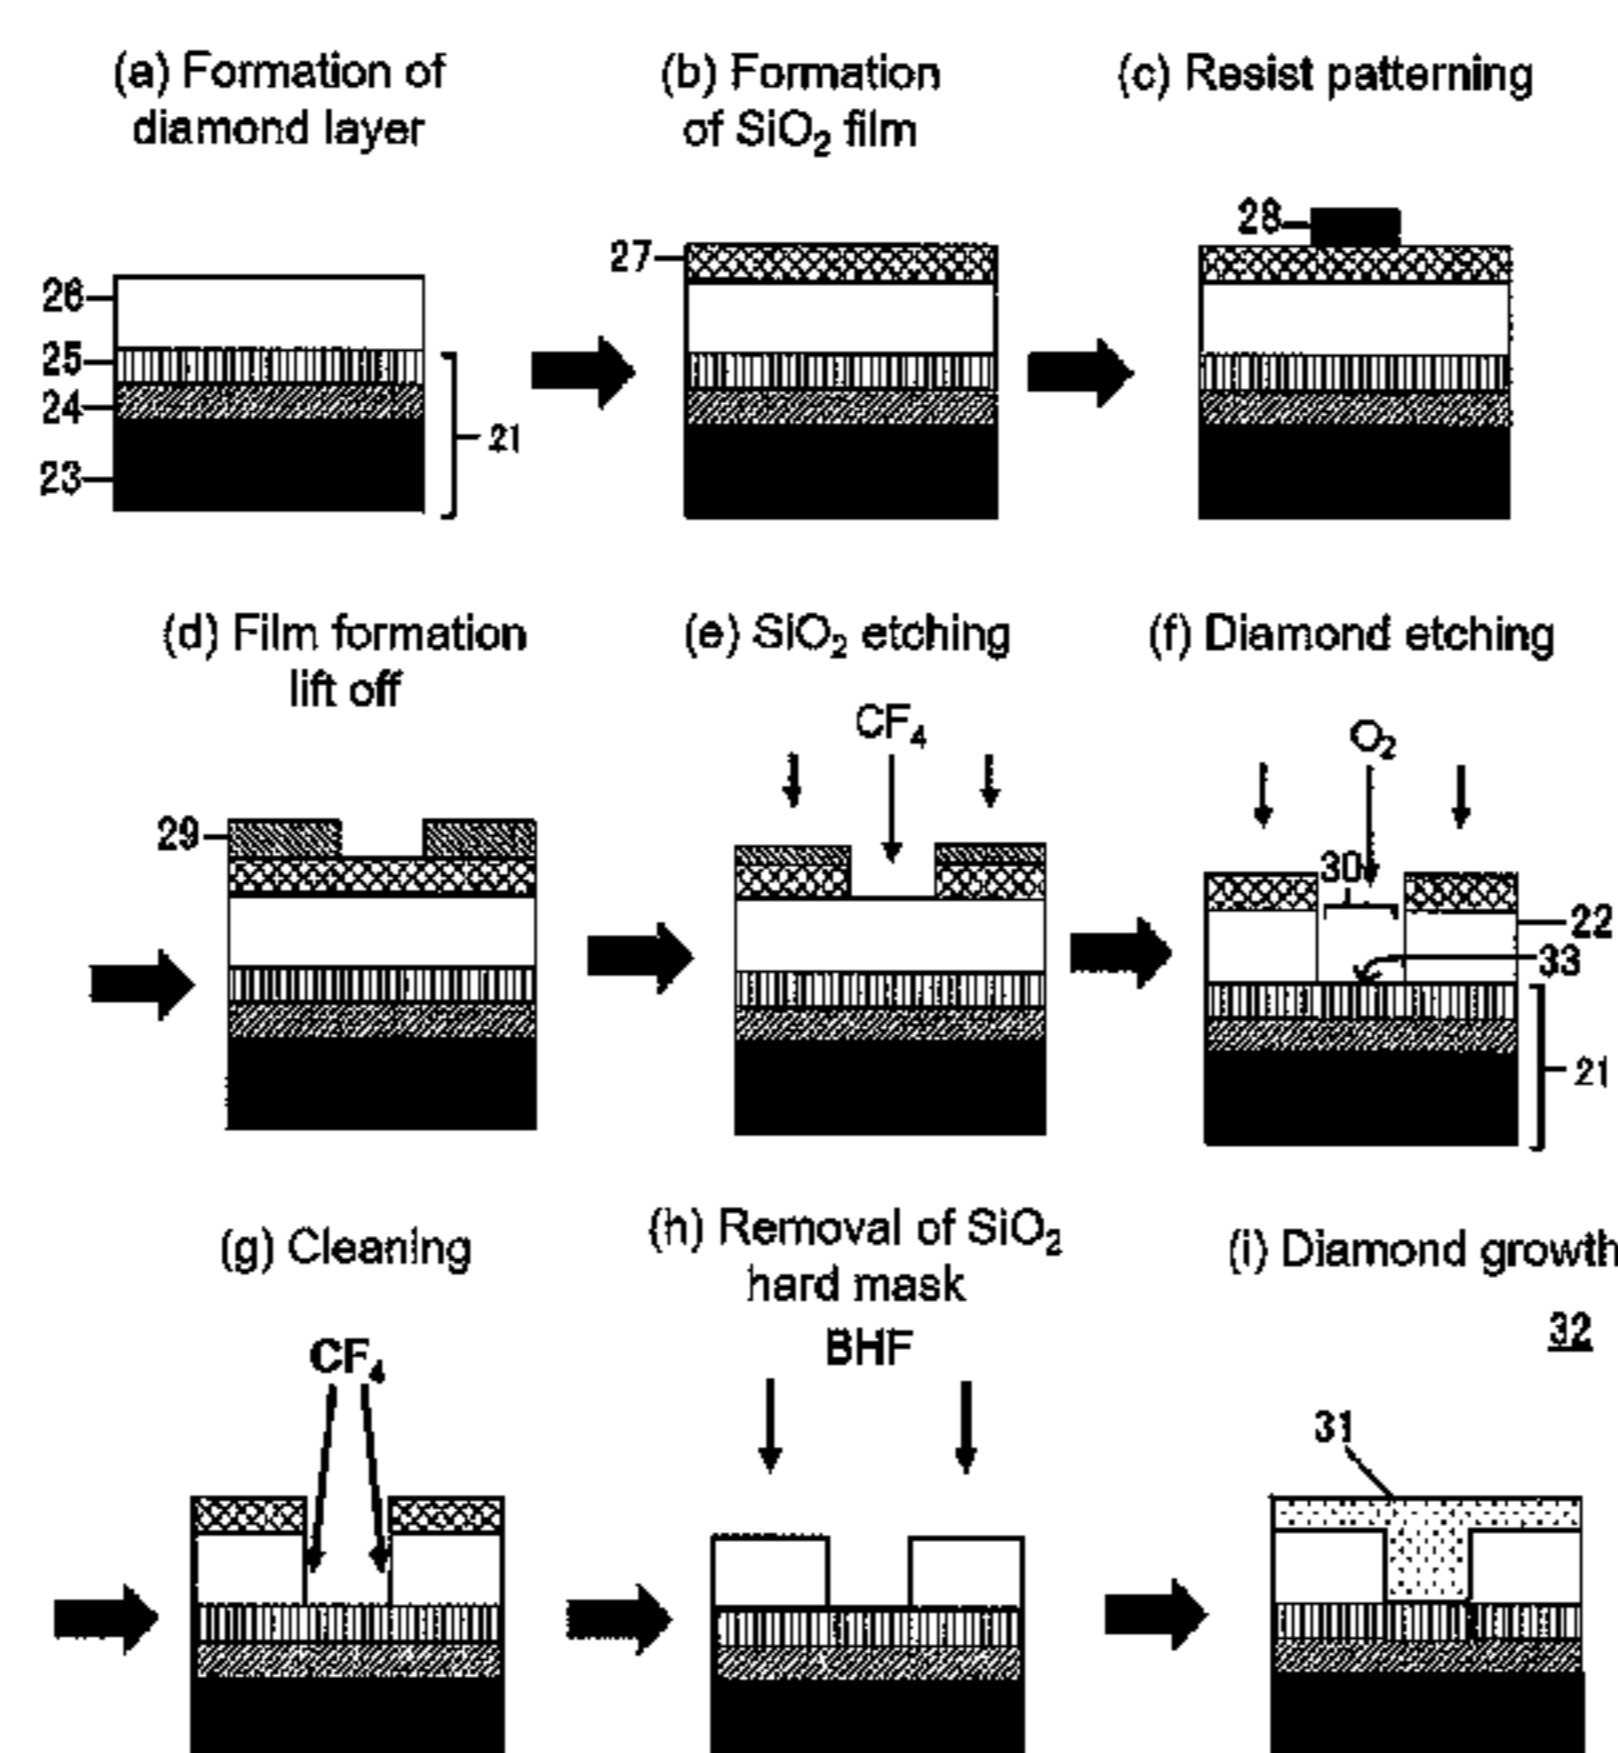 (a) Formation of
diamond layer
(b) Formation
of SiO₂ film
(c) Resist patterning
26
25
24
23
21
27
28
(d) Film formation
lift off
(e) SiO₂ etching
(f) Diamond etching
29
CF₄
O₂
30
22
33
21
(g) Cleaning
(h) Removal of SiO₂
hard mask
(i) Diamond growth
CF₄
BHF
32
31